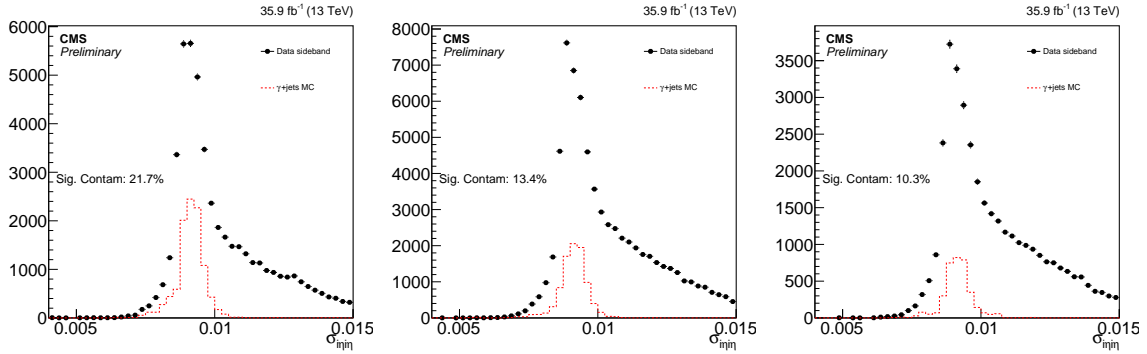 35.9 fb⁻¹ (13 TeV)
CMS
Preliminary
Data sideband
γ+jets MC
Sig. Contam: 21.7%
6000
5000
4000
3000
2000
1000
0
0.005 0.01 0.015
σiηiη
35.9 fb⁻¹ (13 TeV)
CMS
Preliminary
Data sideband
γ+jets MC
Sig. Contam: 13.4%
8000
7000
6000
5000
4000
3000
2000
1000
0
0.005 0.01 0.015
σiηiη
35.9 fb⁻¹ (13 TeV)
CMS
Preliminary
Data sideband
γ+jets MC
Sig. Contam: 10.3%
3500
3000
2500
2000
1500
1000
500
0
0.005 0.01 0.015
σiηiη